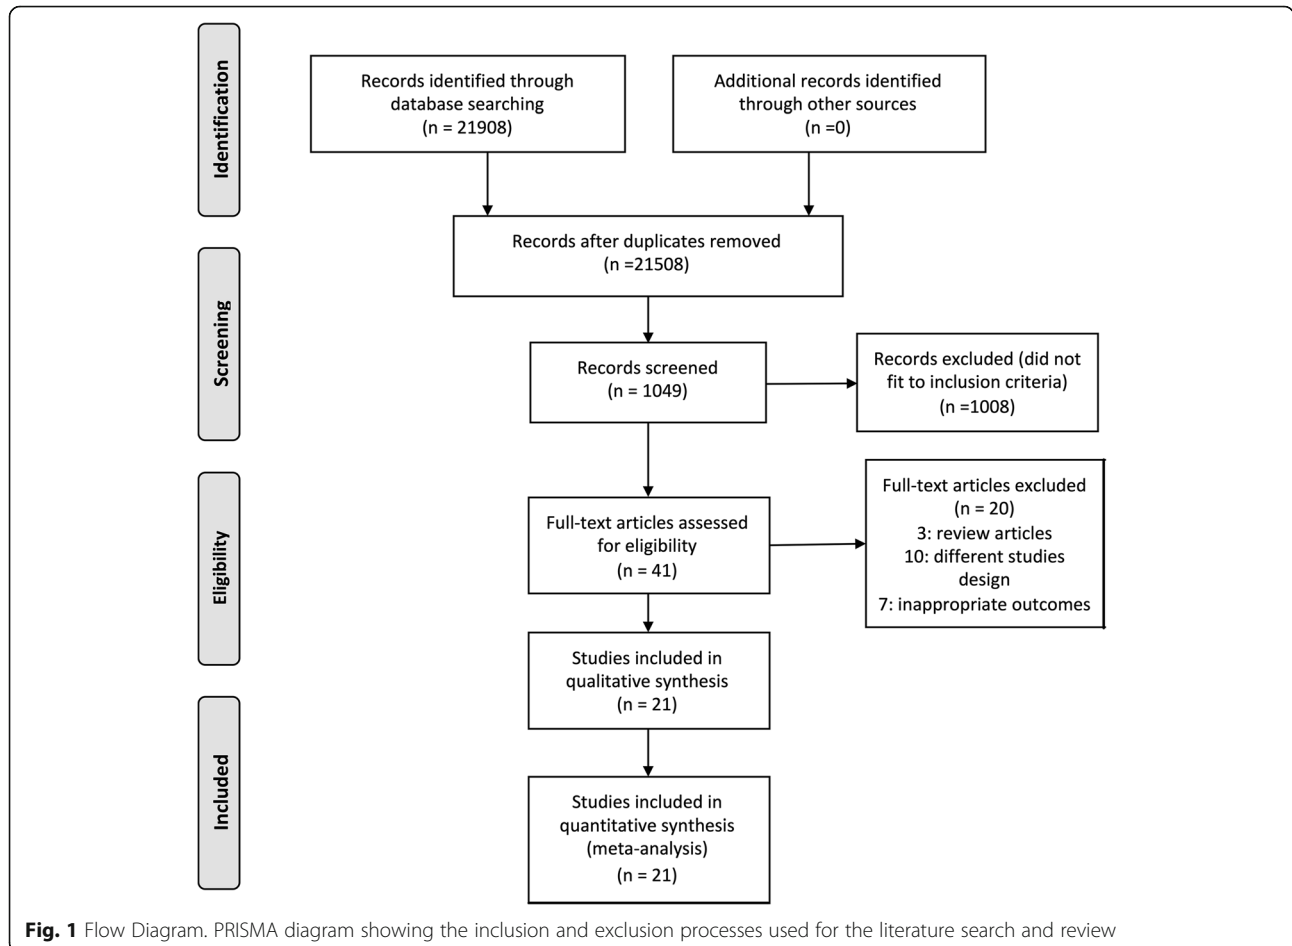 Identification
Records identified through
database searching
(n = 21908)
Additional records identified
through other sources
(n =0)
Records after duplicates removed
(n =21508)
Screening
Records screened
(n = 1049)
Records excluded (did not
fit to inclusion criteria)
(n =1008)
Eligibility
Full-text articles assessed
for eligibility
(n = 41)
Full-text articles excluded
(n = 20)
3: review articles
10: different studies
design
7: inappropriate outcomes
Studies included in
qualitative synthesis
(n = 21)
Included
Studies included in
quantitative synthesis
(meta-analysis)
(n = 21)
Fig. 1 Flow Diagram. PRISMA diagram showing the inclusion and exclusion processes used for the literature search and review